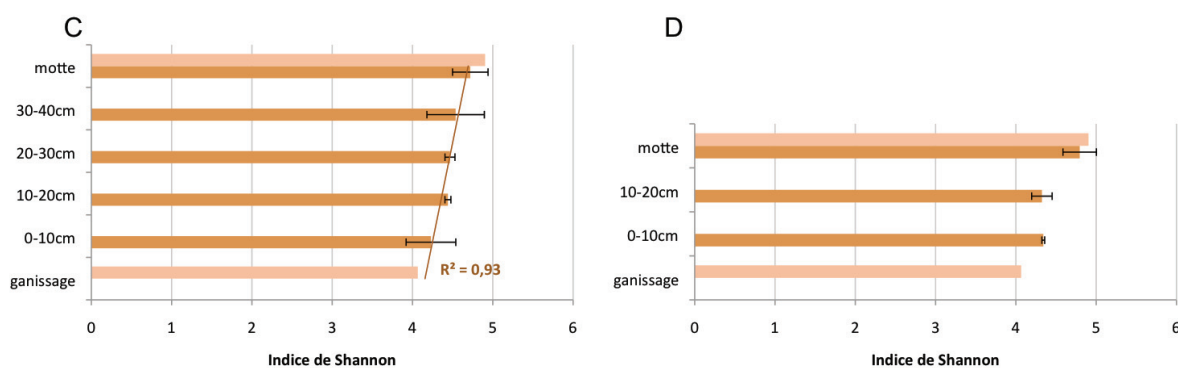 C
motte
30-40cm
20-30cm
10-20cm
0-10cm
ganissage
R² = 0,93
0 1 2 3 4 5 6
Indice de Shannon
D
motte
10-20cm
0-10cm
ganissage
0 1 2 3 4 5 6
Indice de Shannon